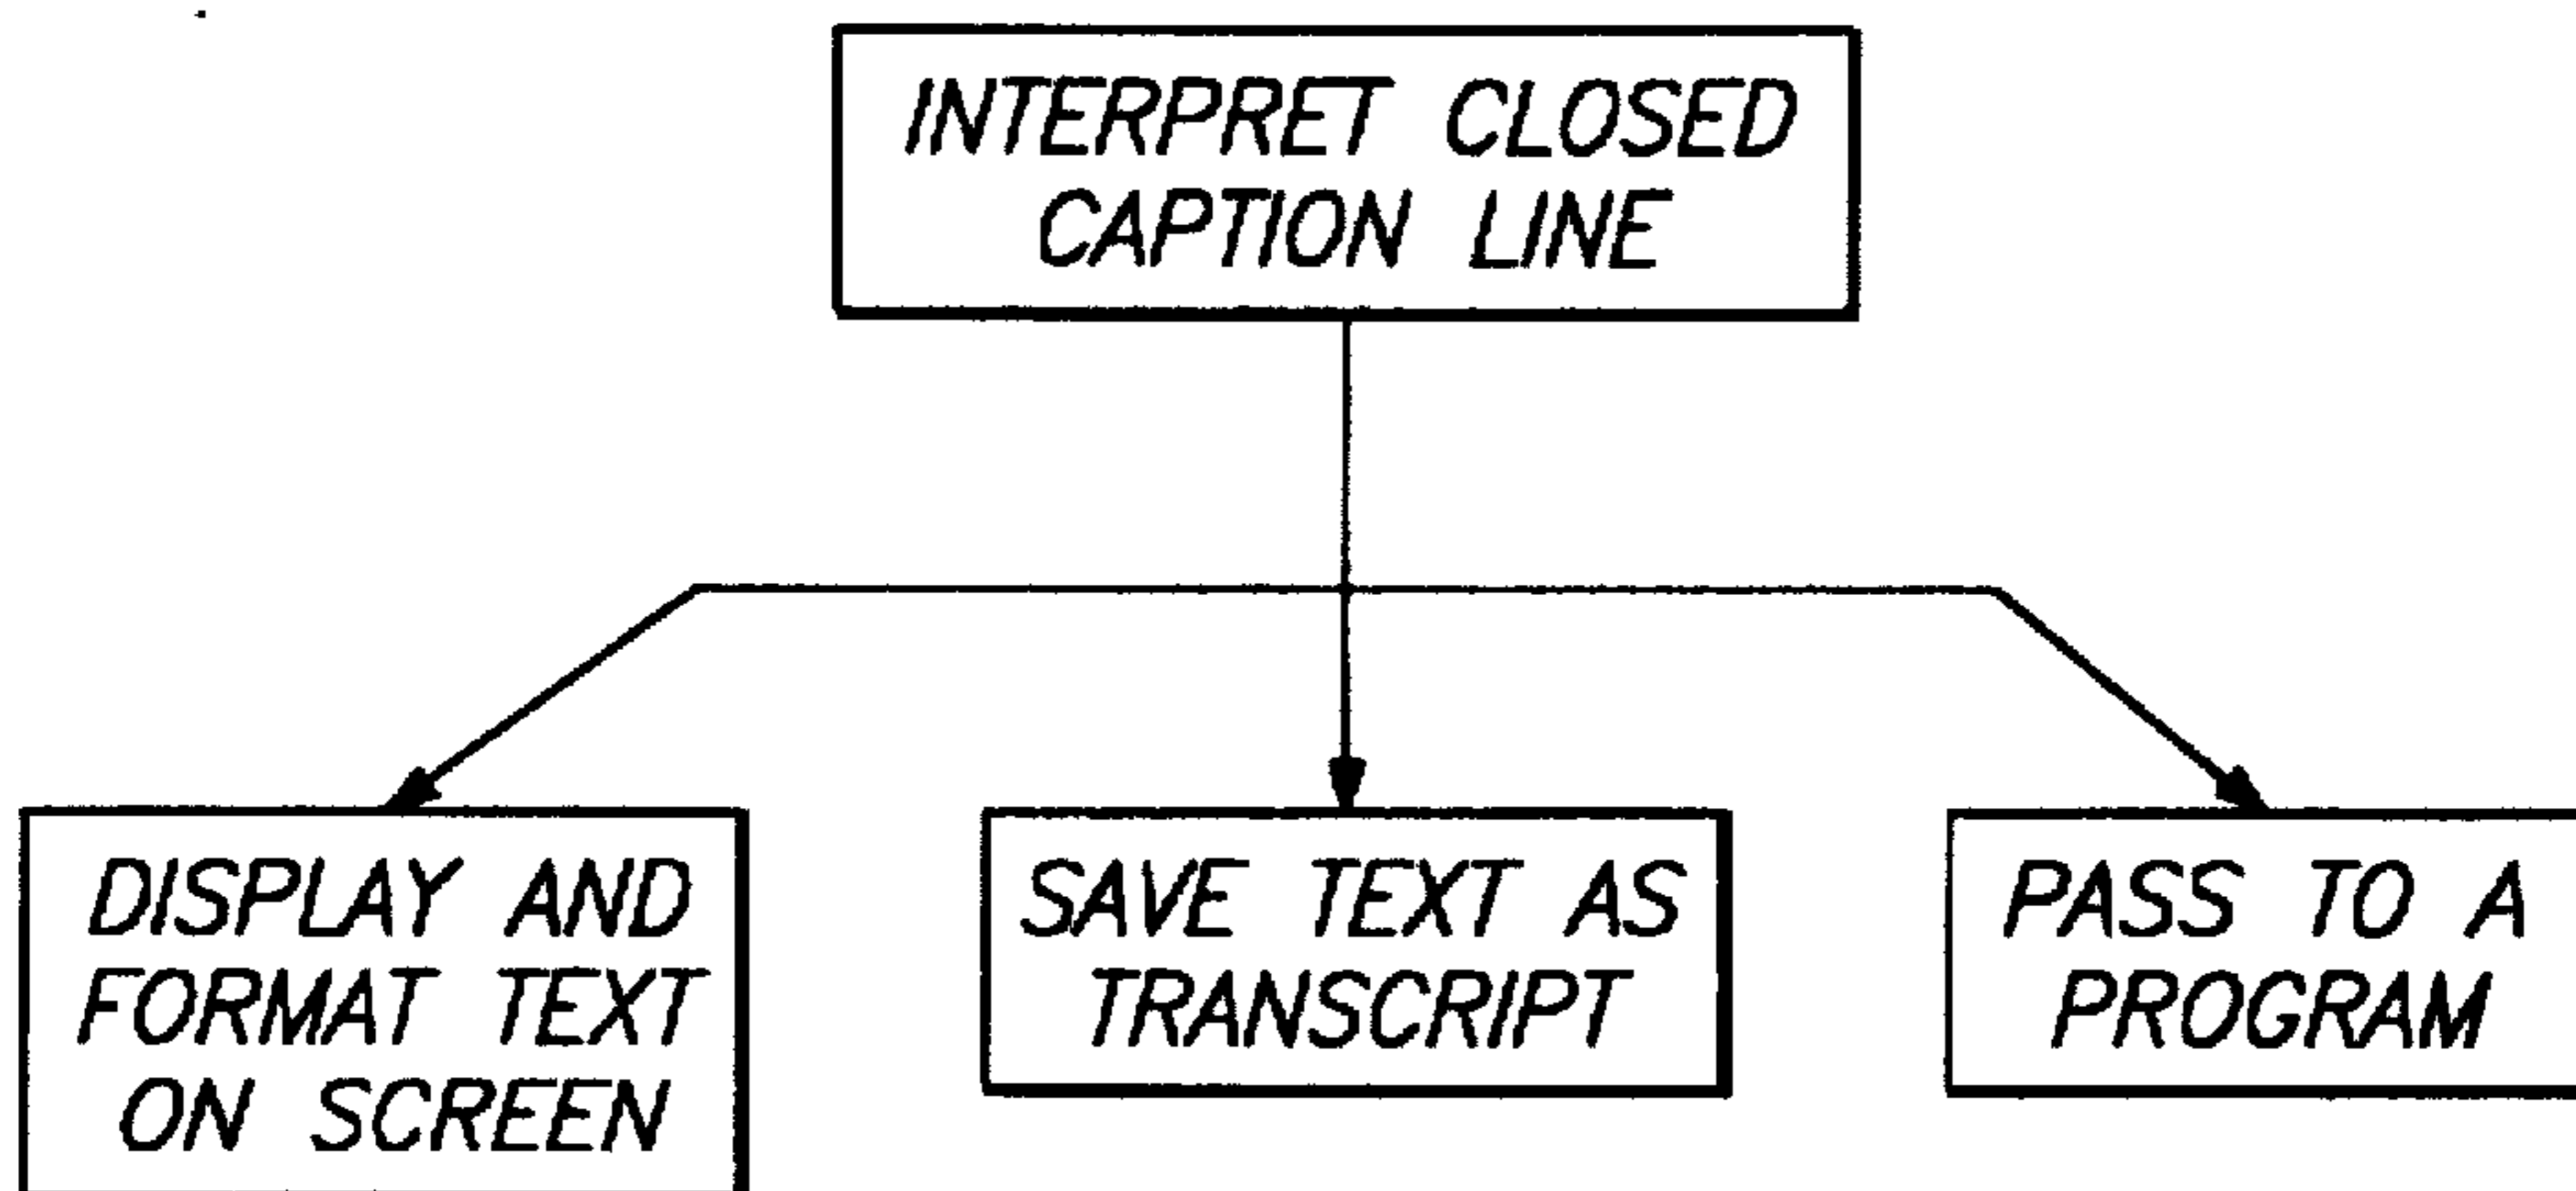 INTERPRET CLOSED
CAPTION LINE
DISPLAY AND
FORMAT TEXT
ON SCREEN
SAVE TEXT AS
TRANSCRIPT
PASS TO A
PROGRAM